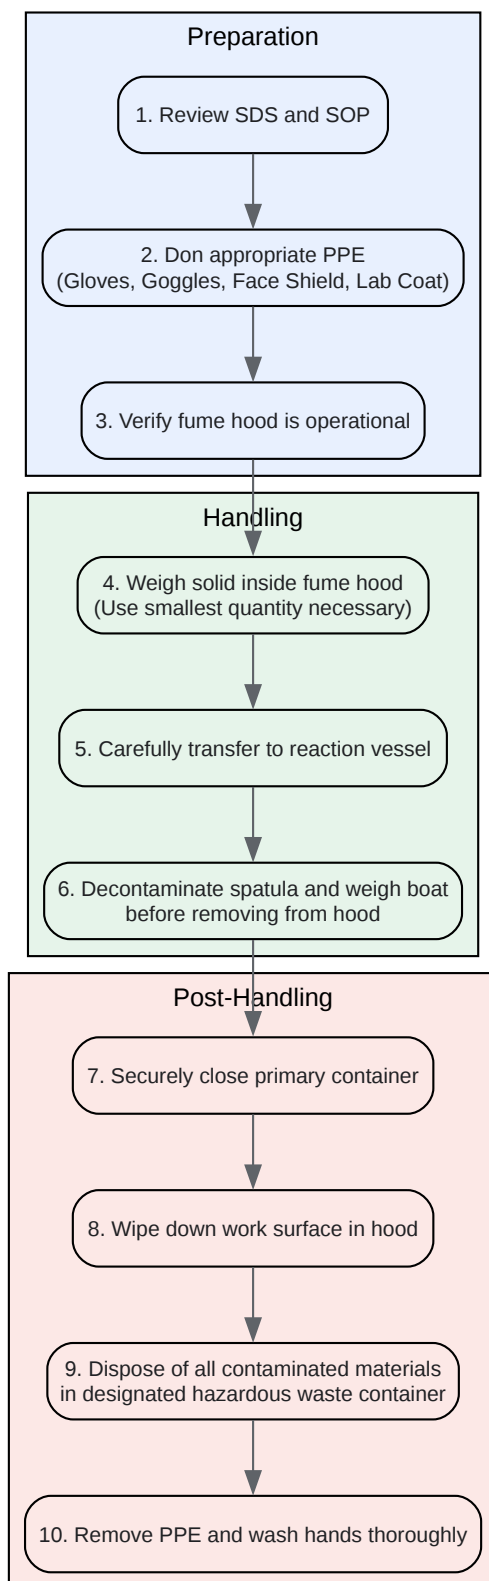 Preparation
1. Review SDS and SOP
2. Don appropriate PPE
(Gloves, Goggles, Face Shield, Lab Coat)
3. Verify fume hood is operational
Handling
4. Weigh solid inside fume hood
(Use smallest quantity necessary)
5. Carefully transfer to reaction vessel
6. Decontaminate spatula and weigh boat
before removing from hood
Post-Handling
7. Securely close primary container
8. Wipe down work surface in hood
9. Dispose of all contaminated materials
in designated hazardous waste container
10. Remove PPE and wash hands thoroughly